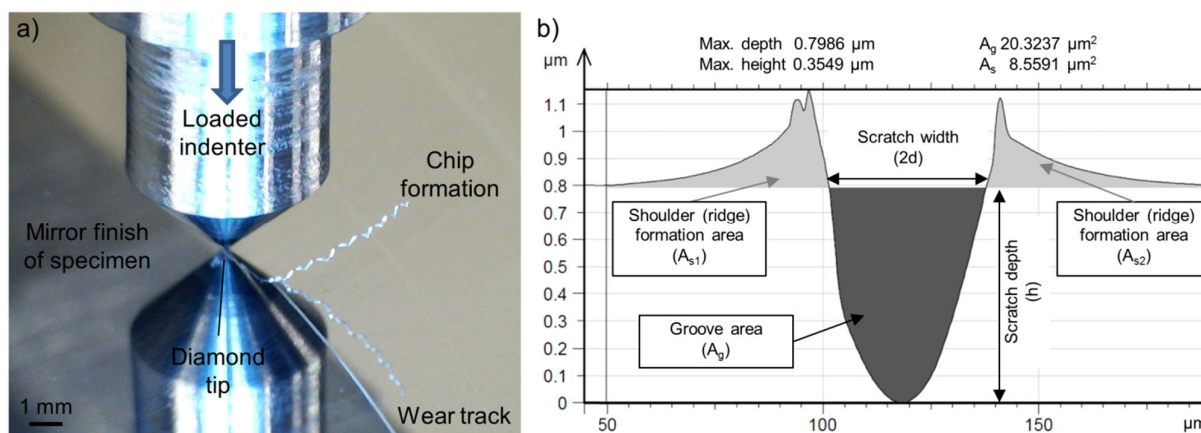 a)
Loaded
indenter
Chip
formation
Mirror finish
of specimen
Diamond
tip
1 mm
Wear track
b)
Max. depth 0.7986 µm
Max. height 0.3549 µm
Ag 20.3237 µm²
As 8.5591 µm²
µm
1.1
1
0.9
0.8
0.7
0.6
0.5
0.4
0.3
0.2
0.1
0
Scratch width
(2d)
Shoulder (ridge)
formation area
(As1)
Shoulder (ridge)
formation area
(As2)
Groove area
(Ag)
Scratch depth
(h)
50
100
150
µm